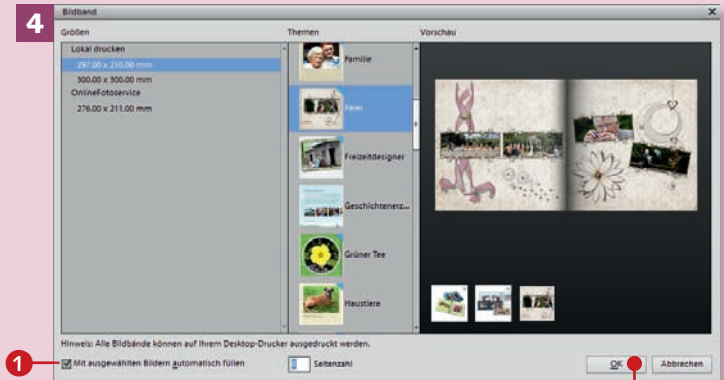 4
Bildband
Größen
Themen
Vorschau
Lokal drucken
297.00 x 210.00 mm
300.00 x 300.00 mm
OnlineFotoservice
276.00 x 211.00 mm
Familie
Feier
Freizeitdesigner
Geschichtenerz...
Grüner Tee
Haustiere
Hinweis: Alle Bildbände können auf Ihrem Desktop-Drucker ausgedruckt werden.
1
Mit ausgewählten Bildern automatisch füllen
Seitenzahl
OK
Abbrechen